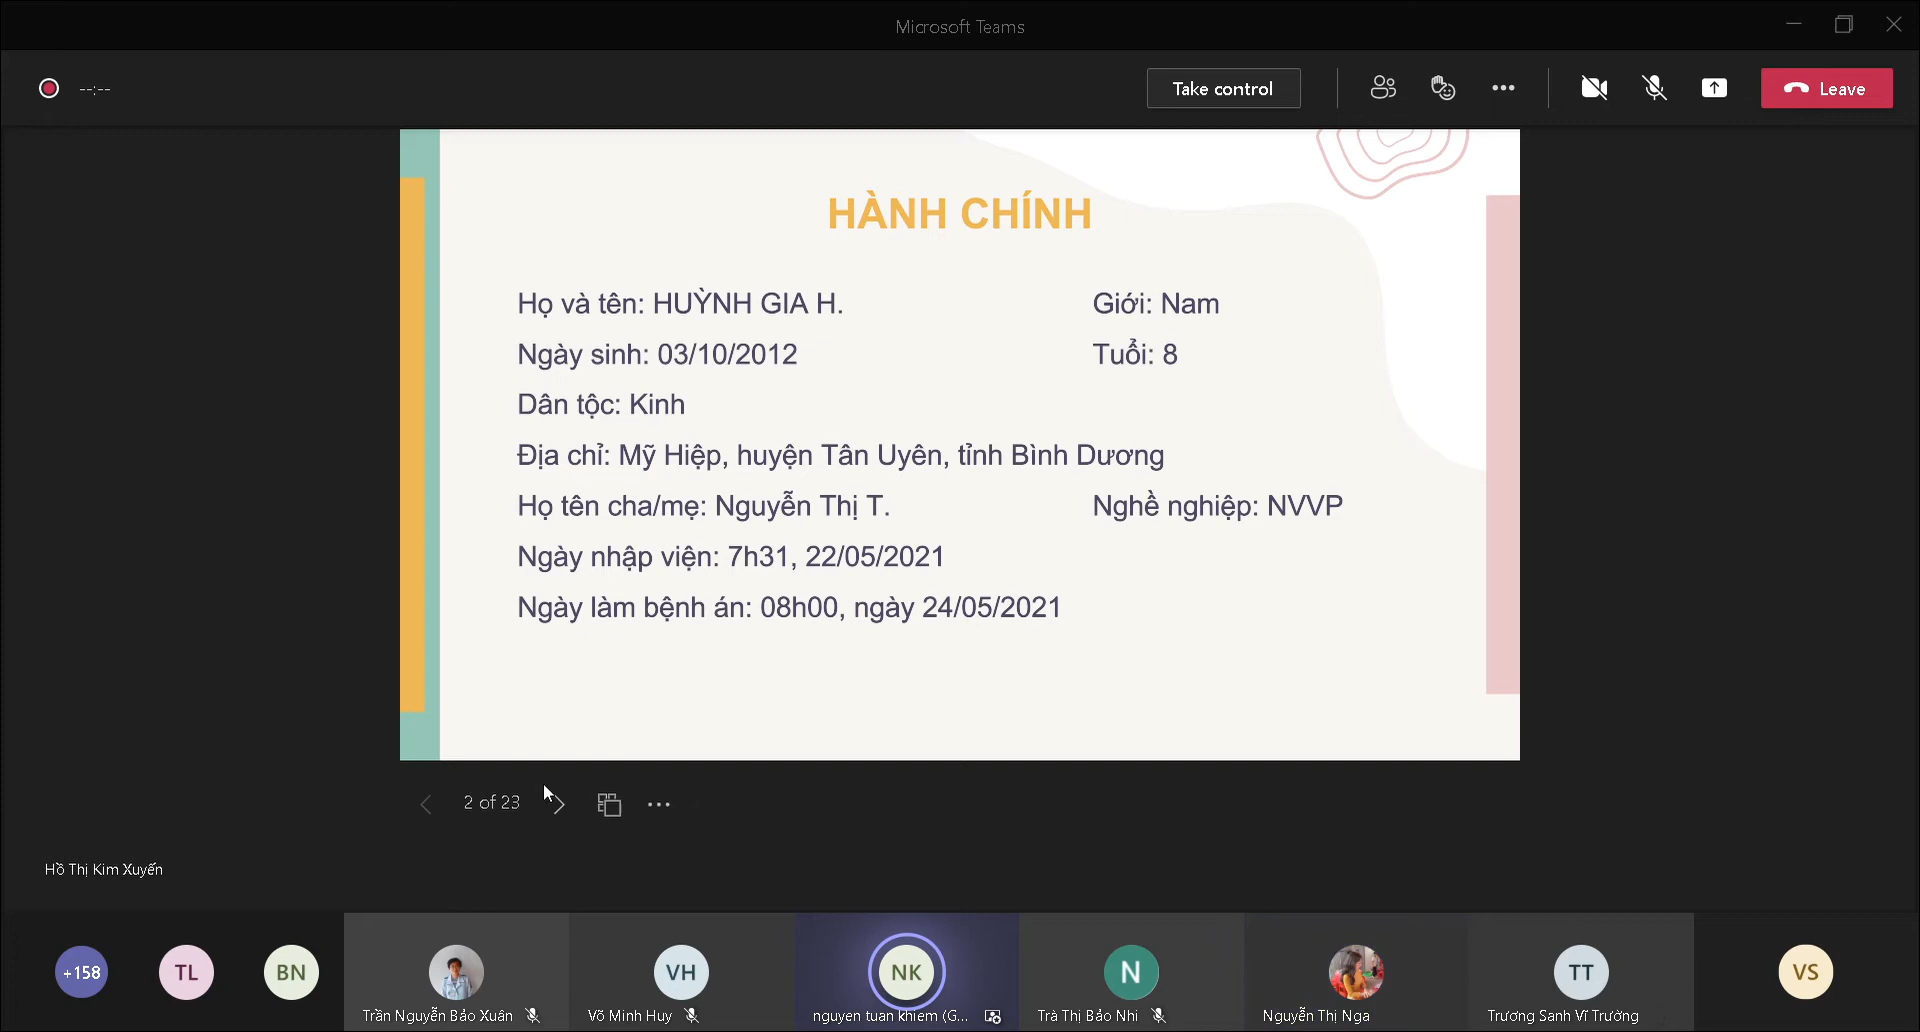 Microsoft Teams
--:--
Take control
Leave
HÀNH CHÍNH
Họ và tên: HUỲNH GIA H. Giới: Nam
Ngày sinh: 03/10/2012 Tuổi: 8
Dân tộc: Kinh
Địa chỉ: Mỹ Hiệp, huyện Tân Uyên, tỉnh Bình Dương
Họ tên cha/mẹ: Nguyễn Thị T. Nghề nghiệp: NVVP
Ngày nhập viện: 7h31, 22/05/2021
Ngày làm bệnh án: 08h00, ngày 24/05/2021
2 of 23
Hồ Thị Kim Xuyến
+158 TL BN VH NK N TT VS
Trần Nguyễn Bảo Xuân Võ Minh Huy nguyen tuan khiem (G... Trà Thị Bảo Nhi Nguyễn Thị Nga Trương Sanh Vĩ Trường